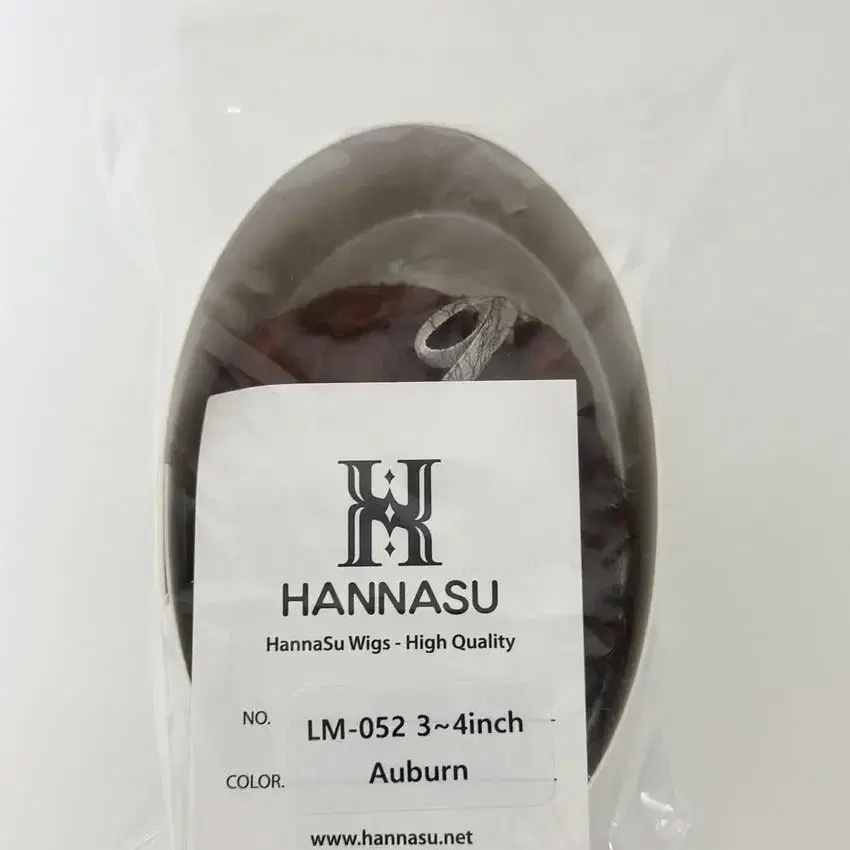 HANNASU
HannaSu Wigs - High Quality
NO. LM-052 3~4inch
COLOR. Auburn
www.hannasu.net